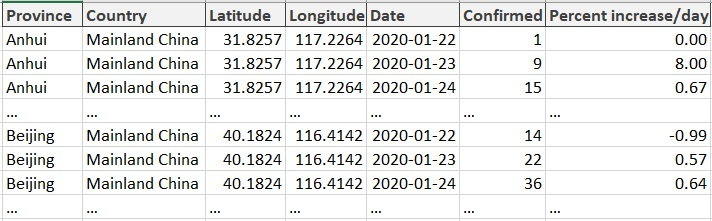 Province Country Latitude Longitude Date Confirmed Percent increase/day
Anhui Mainland China 31.8257 117.2264 2020-01-22 1 0.00
Anhui Mainland China 31.8257 117.2264 2020-01-23 9 8.00
Anhui Mainland China 31.8257 117.2264 2020-01-24 15 0.67
... ... ... ... ... ... ...
Beijing Mainland China 40.1824 116.4142 2020-01-22 14 -0.99
Beijing Mainland China 40.1824 116.4142 2020-01-23 22 0.57
Beijing Mainland China 40.1824 116.4142 2020-01-24 36 0.64
... ... ... ... ... ... ...